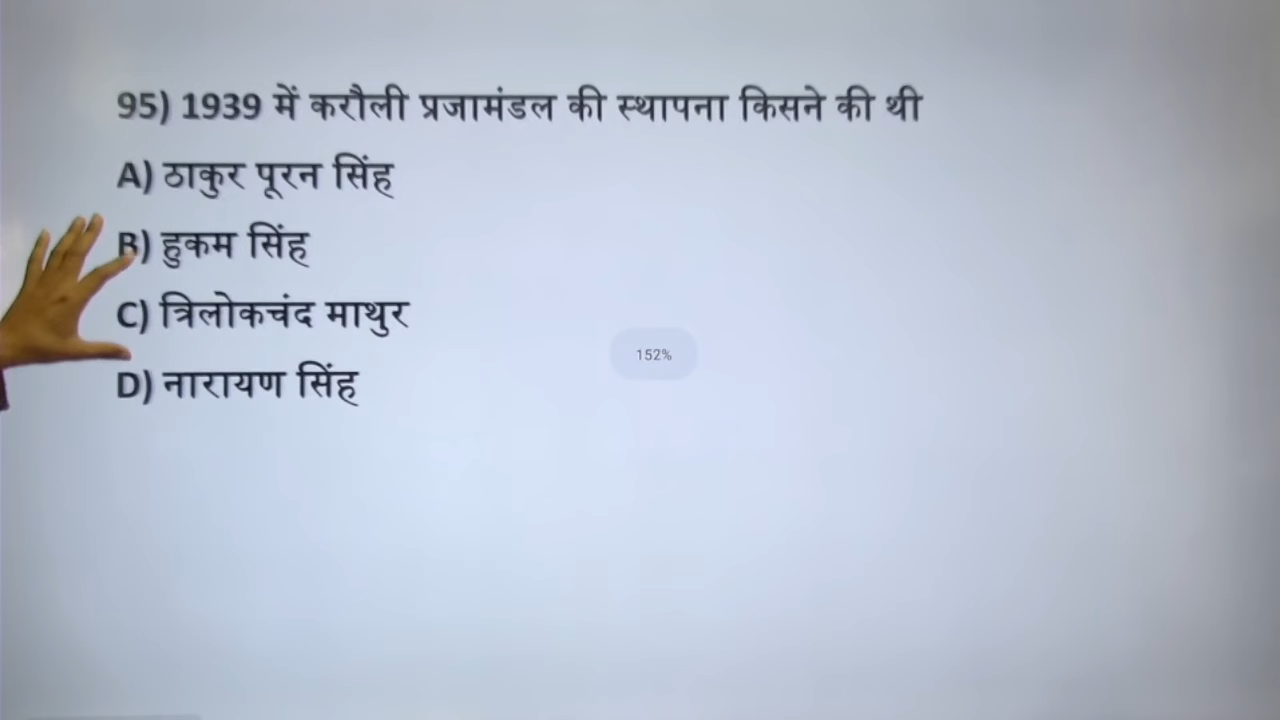 95) 1939 में करौली प्रजामंडल की स्थापना किसने की थी
A) ठाकुर पूरन सिंह
B) हुकम सिंह
C) त्रिलोकचंद माथुर
152%
D) नारायण सिंह